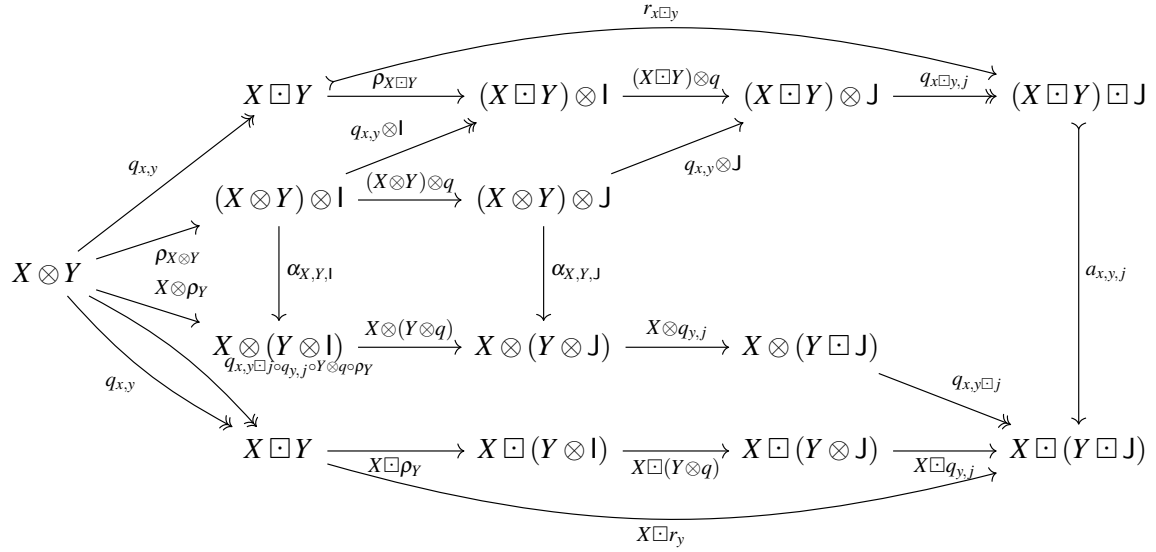 r_{x⊡y}
X ⊡ Y
ρ_{X⊡Y}
(X ⊡ Y) ⊗ I
(X⊡Y)⊗q
(X ⊡ Y) ⊗ J
q_{x⊡y,j}
(X ⊡ Y) ⊡ J
q_{x,y}
q_{x,y}⊗I
q_{x,y}⊗J
(X ⊗ Y) ⊗ I
(X⊗Y)⊗q
(X ⊗ Y) ⊗ J
ρ_{X⊗Y}
X ⊗ Y
α_{X,Y,I}
α_{X,Y,J}
a_{x,y,j}
X⊗ρ_Y
X ⊗ (Y ⊗ I)
X⊗(Y⊗q)
X ⊗ (Y ⊗ J)
X⊗q_{y,j}
X ⊗ (Y ⊡ J)
q_{x,y⊡j}∘q_{y,j}∘Y⊗q∘ρ_Y
q_{x,y}
q_{x,y⊡j}
X ⊡ Y
X⊡ρ_Y
X ⊡ (Y ⊗ I)
X⊡(Y⊗q)
X ⊡ (Y ⊗ J)
X⊡q_{y,j}
X ⊡ (Y ⊡ J)
X⊡r_y